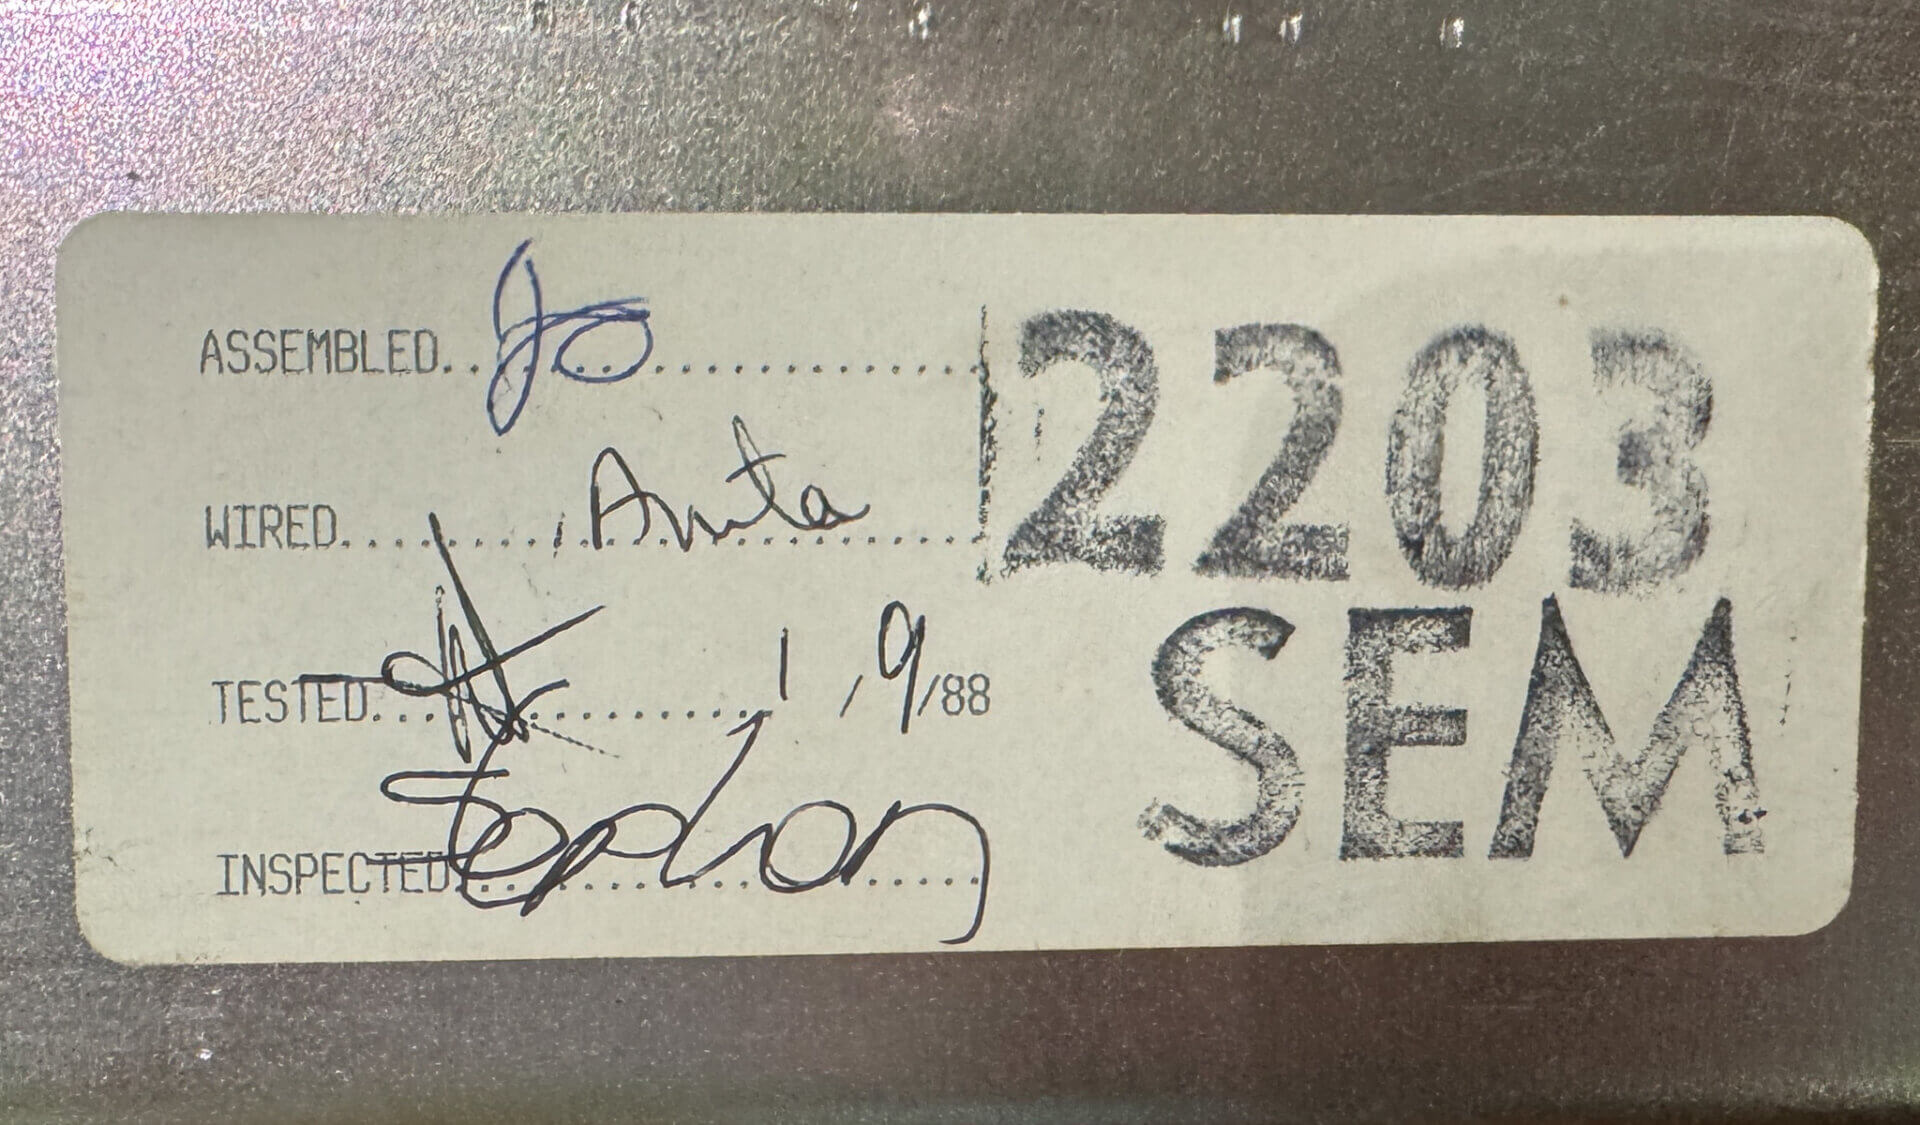 ASSEMBLED.. Jo ..............
WIRED........ Anita .....
TESTED... 1/9/88
INSPECTED.
2203
SEM